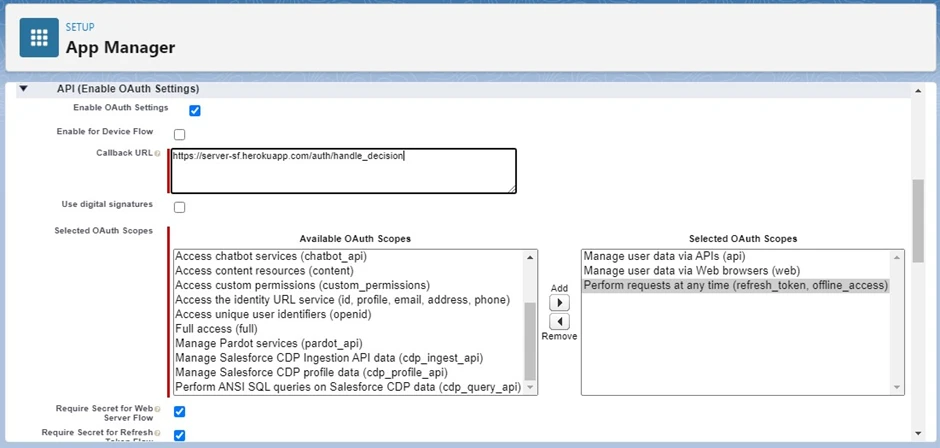 SETUP
App Manager
API (Enable OAuth Settings)
Enable OAuth Settings
Enable for Device Flow
Callback URL
https://server-sf.herokuapp.com/auth/handle_decision
Use digital signatures
Selected OAuth Scopes
Available OAuth Scopes
Access chatbot services (chatbot_api)
Access content resources (content)
Access custom permissions (custom_permissions)
Access the identity URL service (id, profile, email, address, phone)
Access unique user identifiers (openid)
Full access (full)
Manage Pardot services (pardot_api)
Manage Salesforce CDP Ingestion API data (cdp_ingest_api)
Manage Salesforce CDP profile data (cdp_profile_api)
Perform ANSI SQL queries on Salesforce CDP data (cdp_query_api)
Add
Remove
Selected OAuth Scopes
Manage user data via APIs (api)
Manage user data via Web browsers (web)
Perform requests at any time (refresh_token, offline_access)
Require Secret for Web
Server Flow
Require Secret for Refresh
Token Flow